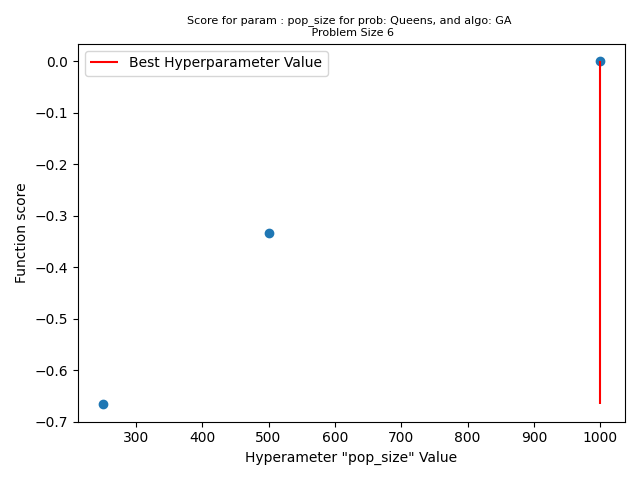 Score for param : pop_size for prob: Queens, and algo: GA
Problem Size 6
Best Hyperparameter Value
0.0
−0.1
−0.2
−0.3
−0.4
−0.5
−0.6
−0.7
Function score
300 400 500 600 700 800 900 1000
Hyperameter "pop_size" Value